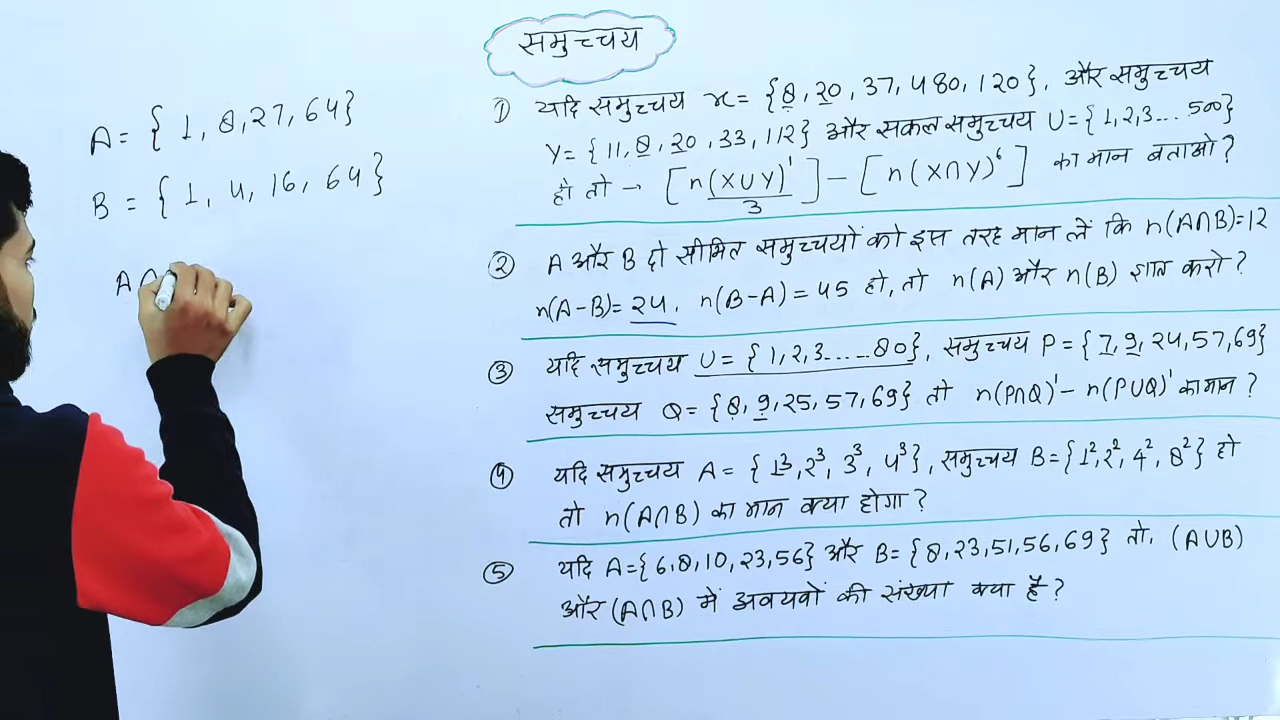 समुच्चय
A = { 1, 8, 27, 64}
B = { 1, 4, 16, 64}
A ∩
① यदि समुच्चय x = {8, 20, 37, 480, 120}, और समुच्चय
Y = { 11, 8, 20, 33, 112} और सकल समुच्चय U = {1,2,3... 500}
हो तो → [n(X∪Y)'/3] - [n(X∩Y)⁶] का मान बताओ?
② A और B दो सीमित समुच्चयों को इस तरह मान लें कि n(A∩B)=12
n(A-B)= 24, n(B-A) = 45 हो, तो n(A) और n(B) ज्ञात करो?
③ यदि समुच्चय U = { 1,2,3.....80}, समुच्चय P = {7,9,24,57,69}
समुच्चय Q = {8, 9, 25, 57, 69} तो n(P∩Q)' - n(P∪Q)' का मान?
④ यदि समुच्चय A = { 1³, 2³, 3³, 4³}, समुच्चय B = {1², 2², 4², 8²} हो
तो n(A∩B) का मान क्या होगा?
⑤ यदि A={6,8,10,23,56} और B= {8,23,51,56,69} तो, (A∪B)
और (A∩B) में अवयवों की संख्या क्या है?